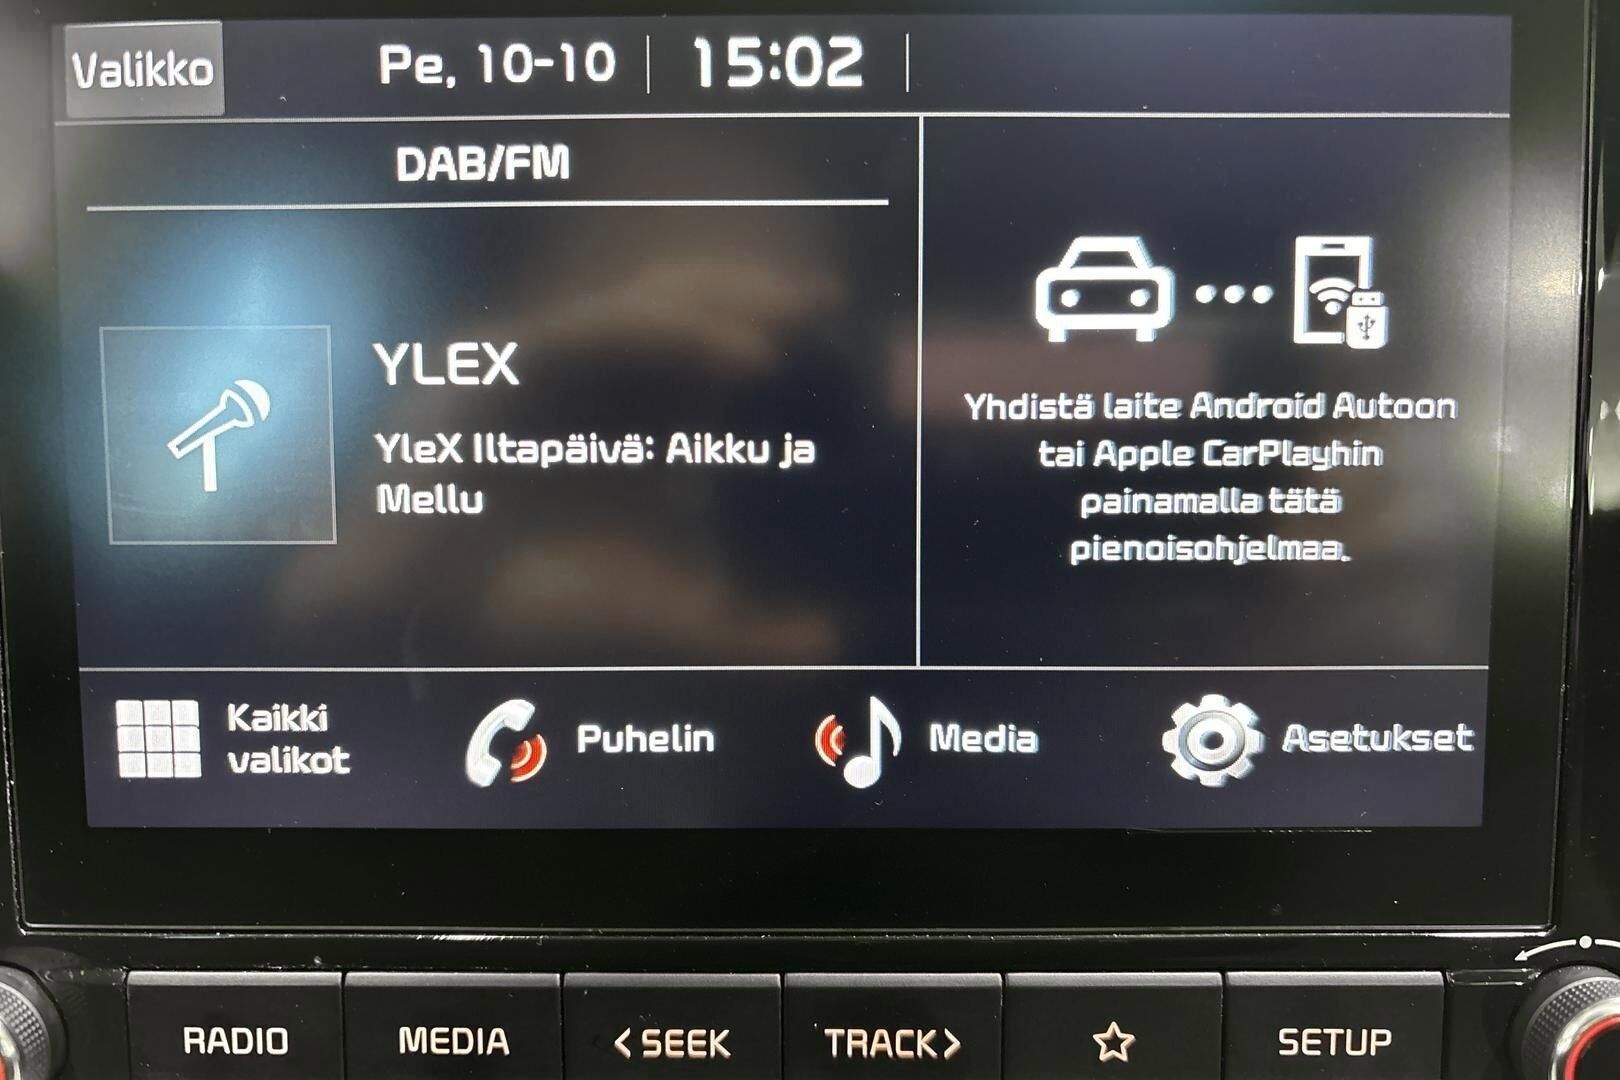 Valikko
Pe, 10-10
15:02
DAB/FM
YLEX
YleX Iltapäivä: Aikku ja
Mellu
Yhdistä laite Android Autoon
tai Apple CarPlayhin
painamalla tätä
pienoisohjelmaa.
Kaikki
valikot
Puhelin
Media
Asetukset
RADIO
MEDIA
< SEEK
TRACK >
SETUP